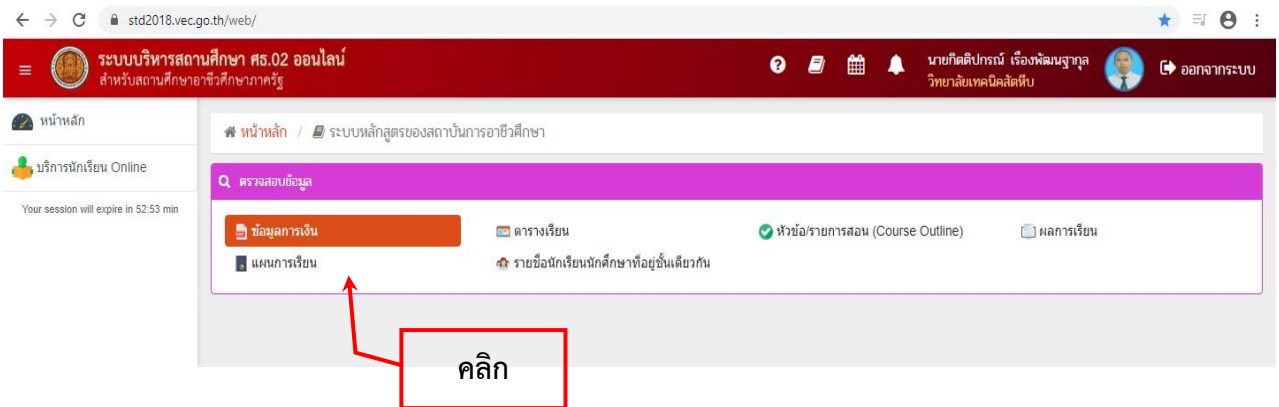 std2018.vec.go.th/web/
ระบบบริหารสถานศึกษา ศธ.02 ออนไลน์
สำหรับสถานศึกษาอาชีวศึกษาภาครัฐ
นายกิตติปกรณ์ เรืองพัฒนฐากุล
วิทยาลัยเทคนิคสัตหีบ
ออกจากระบบ
หน้าหลัก
บริการนักเรียน Online
Your session will expire in 52:53 min
หน้าหลัก / ระบบหลักสูตรของสถาบันการอาชีวศึกษา
ตรวจสอบข้อมูล
ข้อมูลการเงิน ตารางเรียน หัวข้อ/รายการสอน (Course Outline) ผลการเรียน
แผนการเรียน รายชื่อนักเรียนนักศึกษาที่อยู่ชั้นเดียวกัน
คลิก